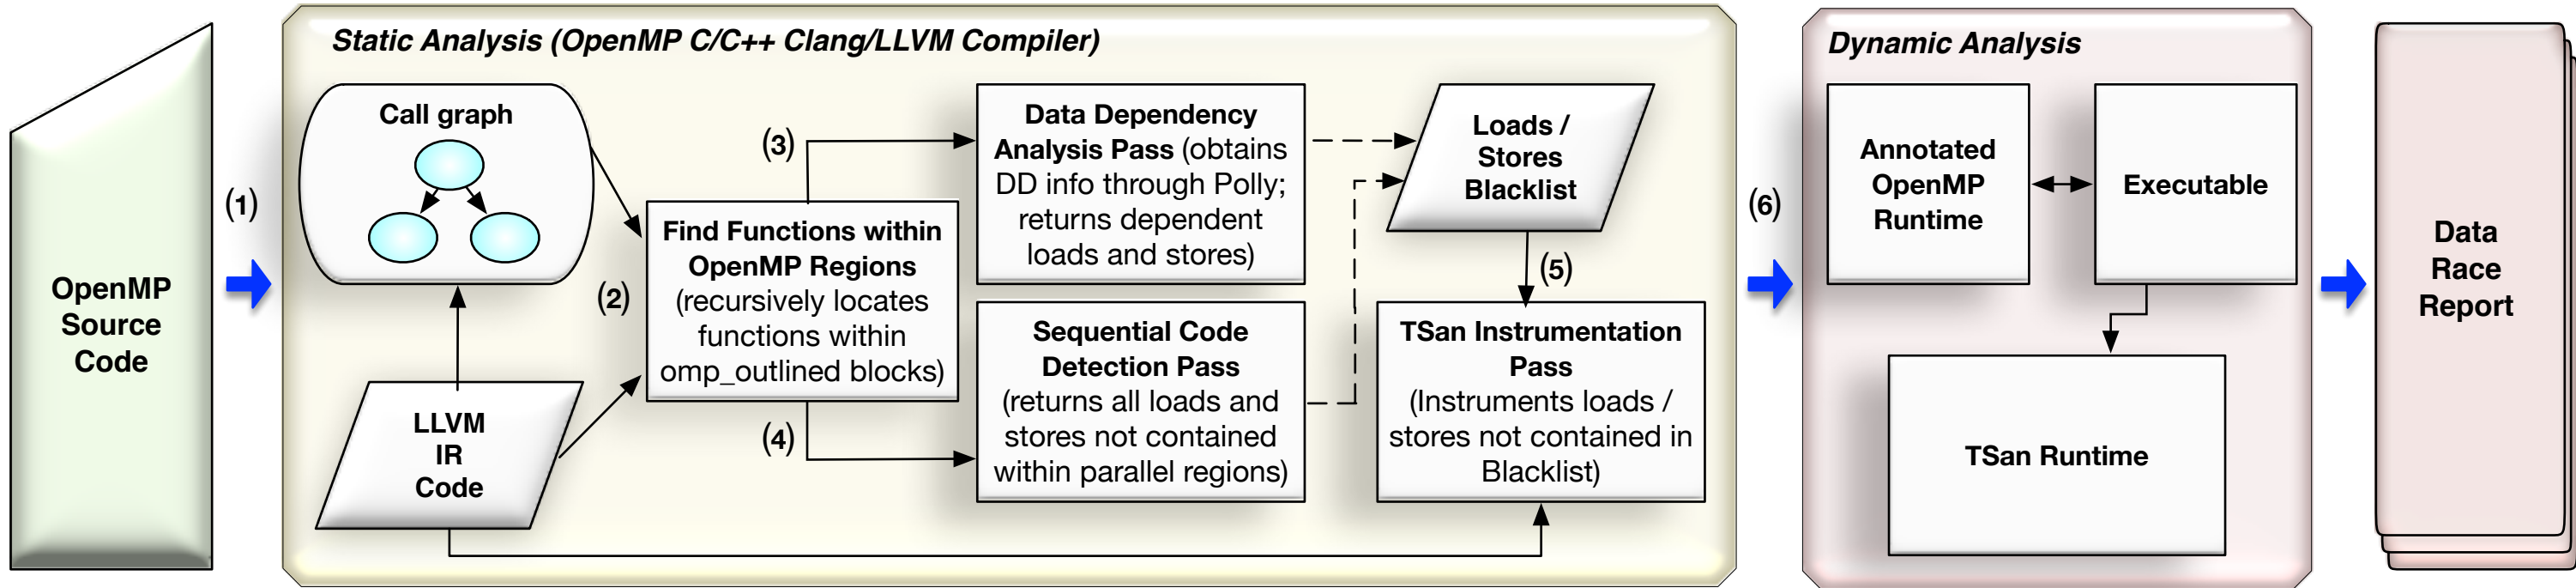 OpenMP
Source
Code
(1)
Static Analysis (OpenMP C/C++ Clang/LLVM Compiler)
Call graph
LLVM
IR
Code
(2)
Find Functions within
OpenMP Regions
(recursively locates
functions within
omp_outlined blocks)
(3)
Data Dependency
Analysis Pass (obtains
DD info through Polly;
returns dependent
loads and stores)
(4)
Sequential Code
Detection Pass
(returns all loads and
stores not contained
within parallel regions)
Loads /
Stores
Blacklist
(5)
TSan Instrumentation
Pass
(Instruments loads /
stores not contained in
Blacklist)
(6)
Dynamic Analysis
Annotated
OpenMP
Runtime
Executable
TSan Runtime
Data
Race
Report